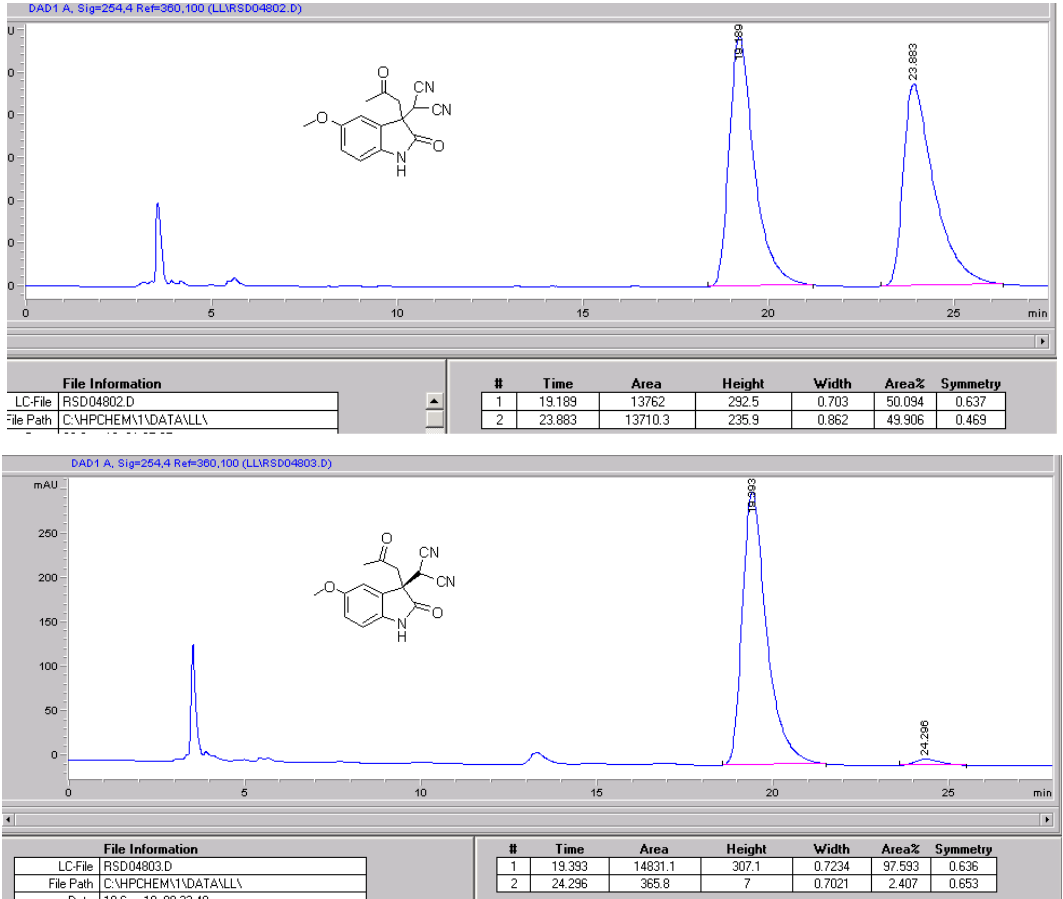 DAD1 A, Sig=254,4 Ref=360,100 (LL\RSD04802.D)
19.189
23.883
O
CN
CN
O
O
N
H
0 5 10 15 20 25 min
File Information
LC-File RSD04802.D
File Path C:\HPCHEM\1\DATA\LL\
# Time Area Height Width Area% Symmetry
1 19.189 13762 292.5 0.703 50.094 0.637
2 23.883 13710.3 235.9 0.862 49.906 0.469
DAD1 A, Sig=254,4 Ref=360,100 (LL\RSD04803.D)
mAU
19.393
24.296
250
200
150
100
50
0
O
CN
CN
O
O
N
H
0 5 10 15 20 25 min
File Information
LC-File RSD04803.D
File Path C:\HPCHEM\1\DATA\LL\
# Time Area Height Width Area% Symmetry
1 19.393 14831.1 307.1 0.7234 97.593 0.636
2 24.296 365.8 7 0.7021 2.407 0.653